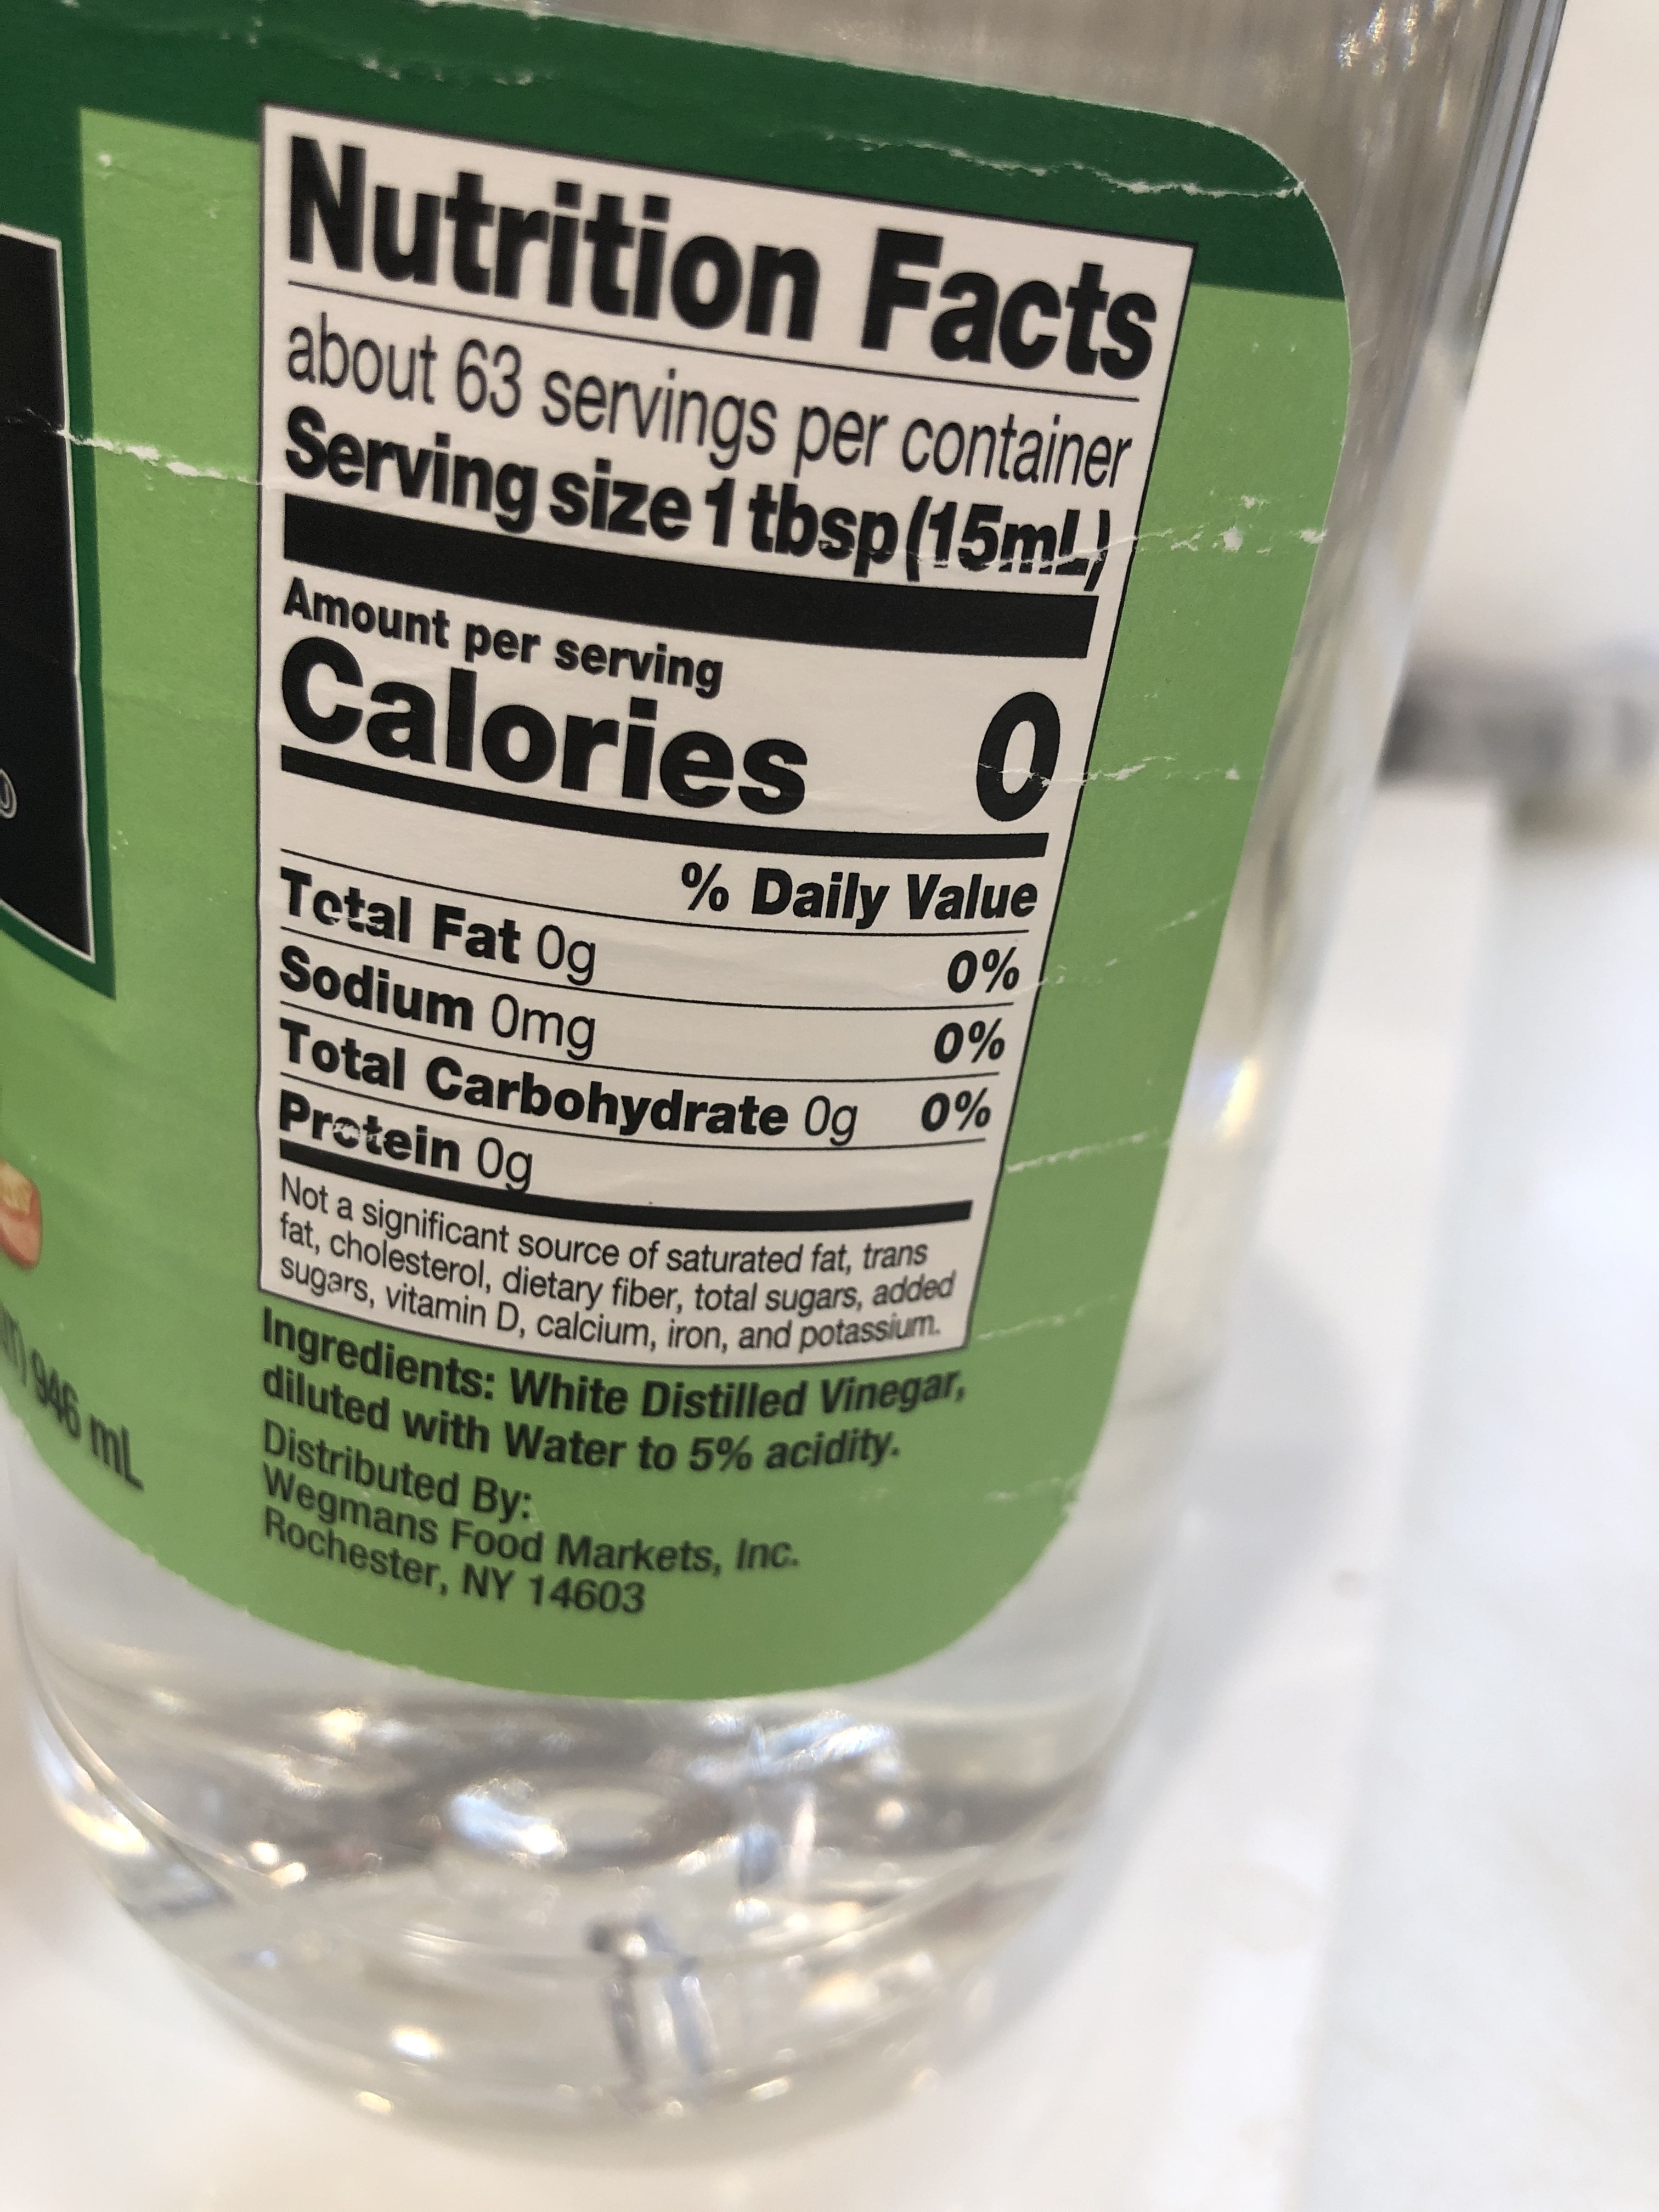 Nutrition Facts
about 63 servings per container
Serving size 1 tbsp (15mL)
Amount per serving
Calories 0
% Daily Value
Total Fat 0g 0%
Sodium 0mg 0%
Total Carbohydrate 0g 0%
Protein 0g
Not a significant source of saturated fat, trans
fat, cholesterol, dietary fiber, total sugars, added
sugars, vitamin D, calcium, iron, and potassium.
Ingredients: White Distilled Vinegar,
diluted with Water to 5% acidity.
Distributed By:
Wegmans Food Markets, Inc.
Rochester, NY 14603
946 mL